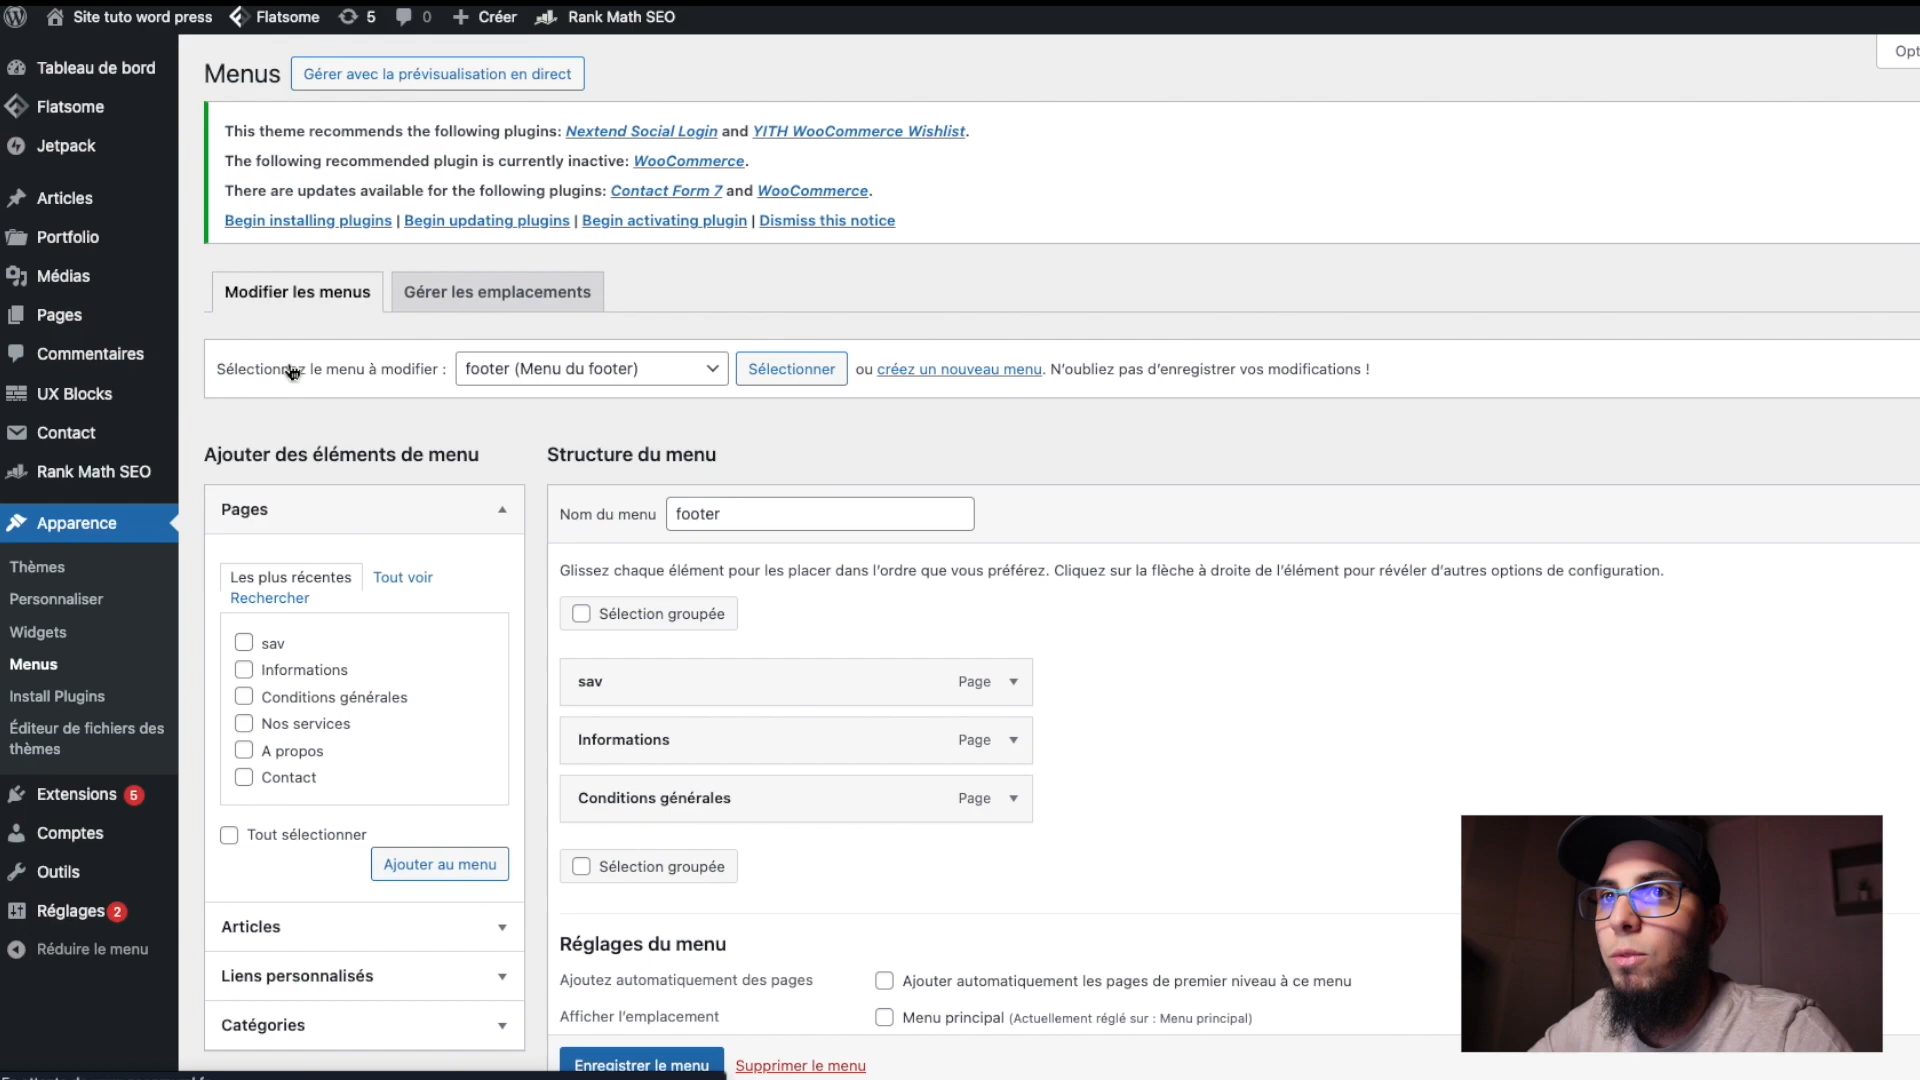 Site tuto word press
Flatsome
5
0
Créer
Rank Math SEO
Tableau de bord
Flatsome
Jetpack
Articles
Portfolio
Médias
Pages
Commentaires
UX Blocks
Contact
Rank Math SEO
Apparence
Thèmes
Personnaliser
Widgets
Menus
Install Plugins
Éditeur de fichiers des
thèmes
Extensions 5
Comptes
Outils
Réglages 2
Réduire le menu
Opt
Menus
Gérer avec la prévisualisation en direct
This theme recommends the following plugins: Nextend Social Login and YITH WooCommerce Wishlist.
The following recommended plugin is currently inactive: WooCommerce.
There are updates available for the following plugins: Contact Form 7 and WooCommerce.
Begin installing plugins | Begin updating plugins | Begin activating plugin | Dismiss this notice
Modifier les menus
Gérer les emplacements
Sélectionnez le menu à modifier : footer (Menu du footer) Sélectionner ou créez un nouveau menu. N'oubliez pas d'enregistrer vos modifications !
Ajouter des éléments de menu
Pages
Les plus récentes
Tout voir
Rechercher
sav
Informations
Conditions générales
Nos services
A propos
Contact
Tout sélectionner
Ajouter au menu
Articles
Liens personnalisés
Catégories
Structure du menu
Nom du menu footer
Glissez chaque élément pour les placer dans l'ordre que vous préférez. Cliquez sur la flèche à droite de l'élément pour révéler d'autres options de configuration.
Sélection groupée
sav Page
Informations Page
Conditions générales Page
Sélection groupée
Réglages du menu
Ajoutez automatiquement des pages
Ajouter automatiquement les pages de premier niveau à ce menu
Afficher l'emplacement
Menu principal (Actuellement réglé sur : Menu principal)
Enregistrer le menu
Supprimer le menu